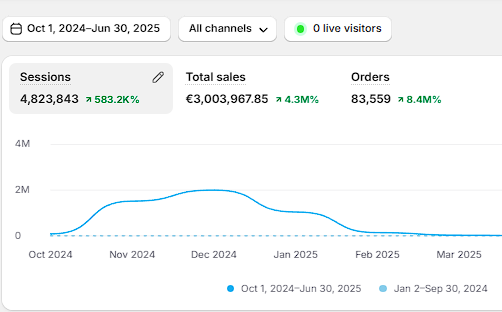 Oct 1, 2024–Jun 30, 2025 All channels 0 live visitors
Sessions Total sales Orders
4,823,843 ↗ 583.2K% €3,003,967.85 ↗ 4.3M% 83,559 ↗ 8.4M%
4M
2M
0
Oct 2024 Nov 2024 Dec 2024 Jan 2025 Feb 2025 Mar 2025
Oct 1, 2024–Jun 30, 2025 Jan 2–Sep 30, 2024